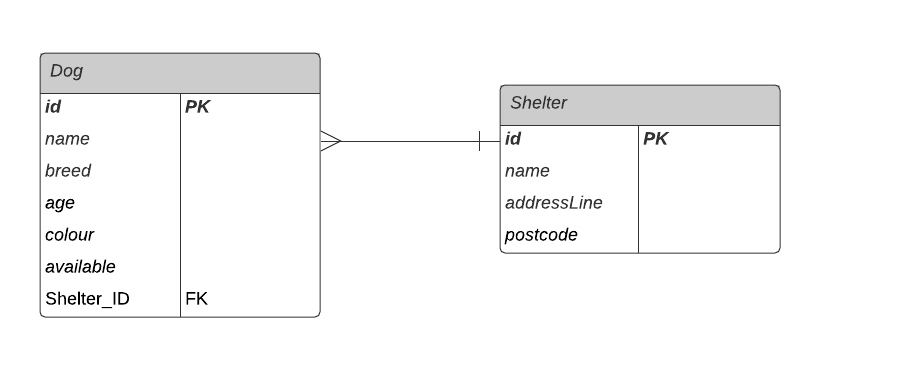 Dog
id PK
name
breed
age
colour
available
Shelter_ID FK
Shelter
id PK
name
addressLine
postcode